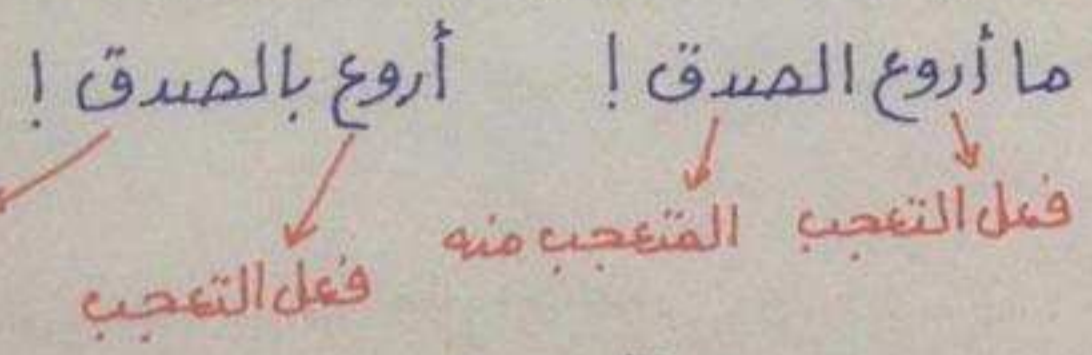 ما أروع الصدق ! أروع بالصدق !
فعل التعجب المتعجب منه
فعل التعجب